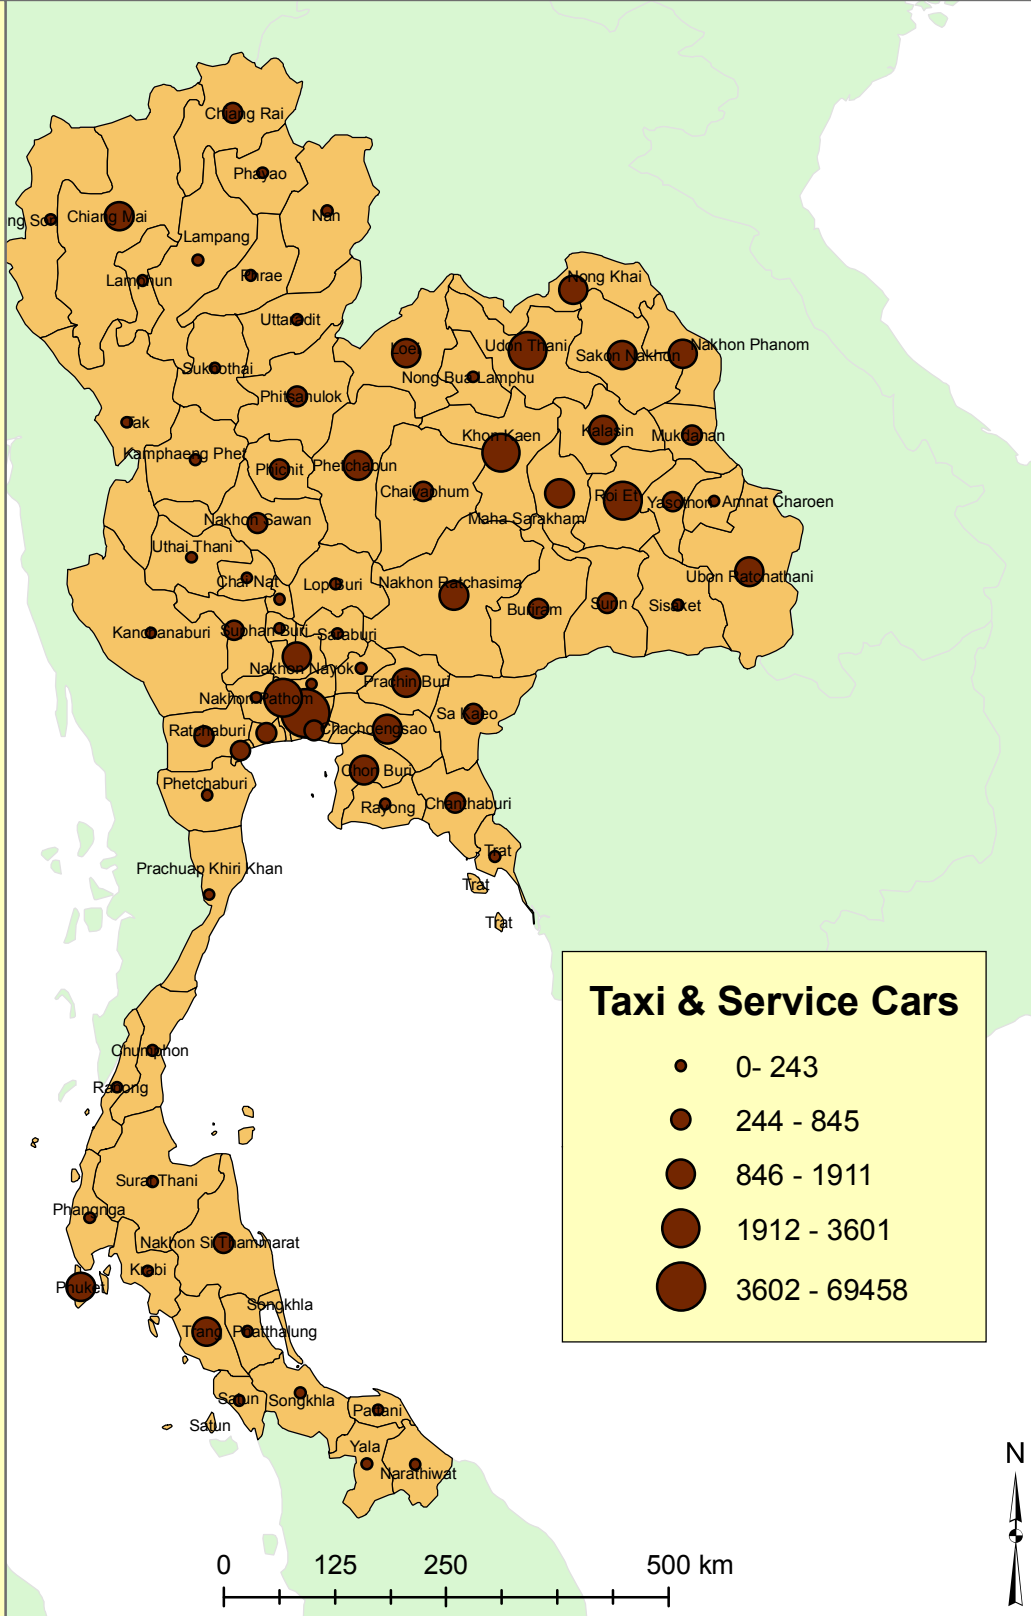 Chiang Rai
Phayao
Nan
ng Son
Chiang Mai
Lampang
Lamphun
Phrae
Uttaradit
Nong Khai
Loei
Udon Thani
Sakon Nakhon
Nakhon Phanom
Sukhothai
Nong Bua Lamphu
Phitsanulok
Tak
Khon Kaen
Kalasin
Mukdahan
Kamphaeng Phet
Phichit
Phetchabun
Chaiyaphum
Roi Et
Yasothon
Amnat Charoen
Nakhon Sawan
Maha Sarakham
Uthai Thani
Chai Nat
Lop Buri
Nakhon Ratchasima
Ubon Ratchathani
Buriram
Surin
Sisaket
Kanchanaburi
Suphan Buri
Saraburi
Nakhon Nayok
Prachin Buri
Nakhon Pathom
Sa Kaeo
Ratchaburi
Chachoengsao
Chon Buri
Phetchaburi
Rayong
Chanthaburi
Trat
Prachuap Khiri Khan
Trat
Trat
Taxi & Service Cars
0- 243
244 - 845
846 - 1911
1912 - 3601
3602 - 69458
Chumphon
Ranong
Surat Thani
Phangnga
Nakhon Si Thammarat
Krabi
Phuket
Songkhla
Trang
Phatthalung
Satun
Songkhla
Pattani
Satun
Yala
Narathiwat
N
0 125 250 500 km